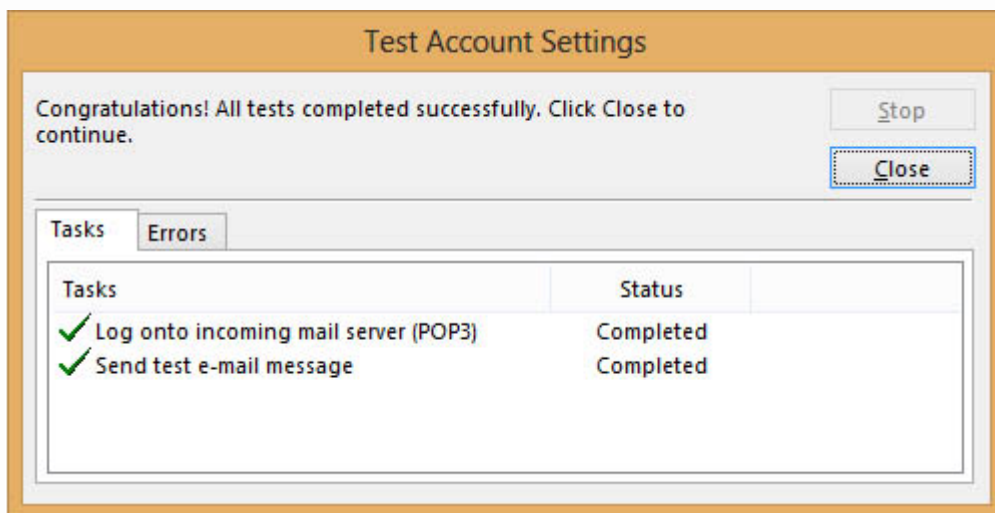 Test Account Settings
Congratulations! All tests completed successfully. Click Close to
continue.
Stop
Close
Tasks Errors
Tasks Status
Log onto incoming mail server (POP3) Completed
Send test e-mail message Completed